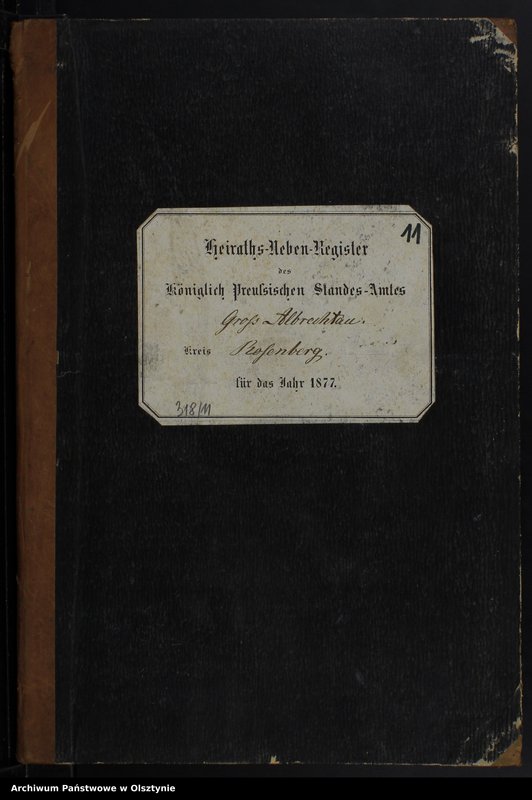 11
Heiraths-Neben-Register
des
Königlich Preußischen Standes-Amtes
Groß Albrechtau.
Kreis Rosenberg.
für das Jahr 1877.
318/11
Archiwum Państwowe w Olsztynie